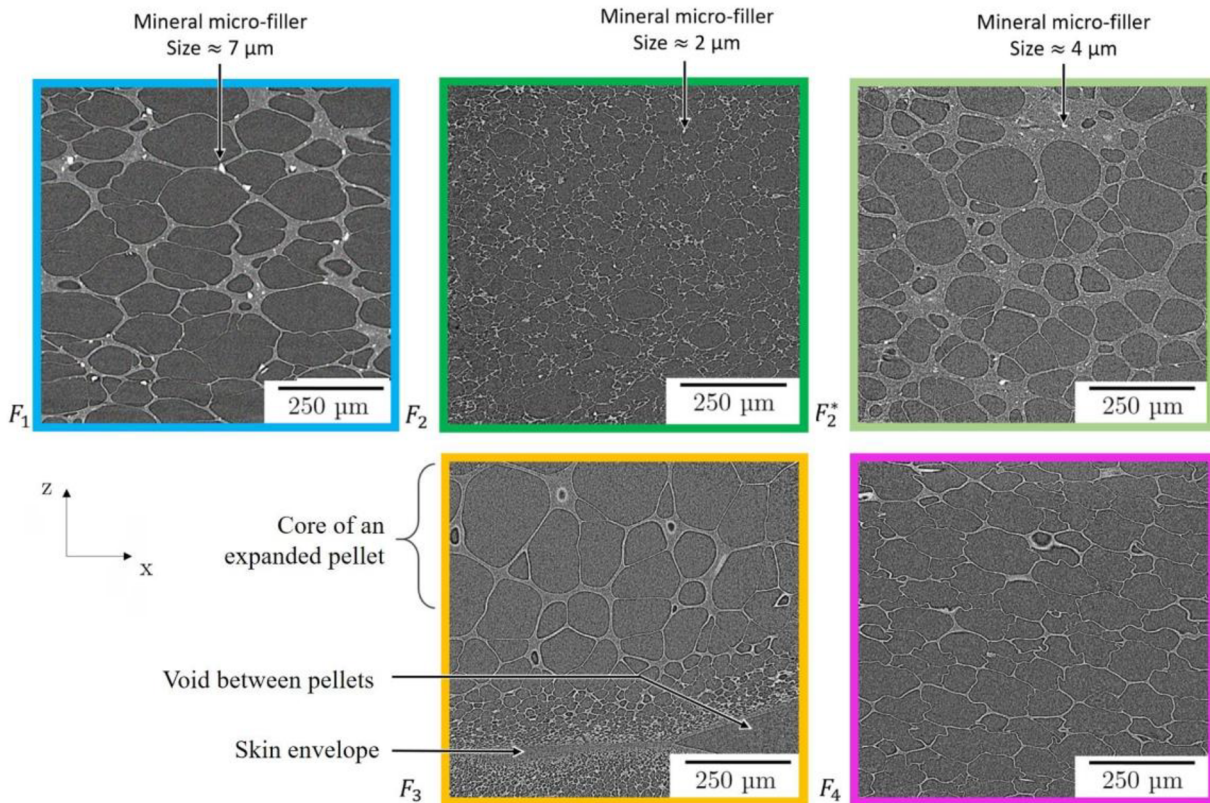 Mineral micro-filler
Size ≈ 7 μm
Mineral micro-filler
Size ≈ 2 μm
Mineral micro-filler
Size ≈ 4 μm
250 μm
250 μm
250 μm
F₁
F₂
F₂*
z
x
Core of an
expanded pellet
Void between pellets
Skin envelope
250 μm
250 μm
F₃
F₄